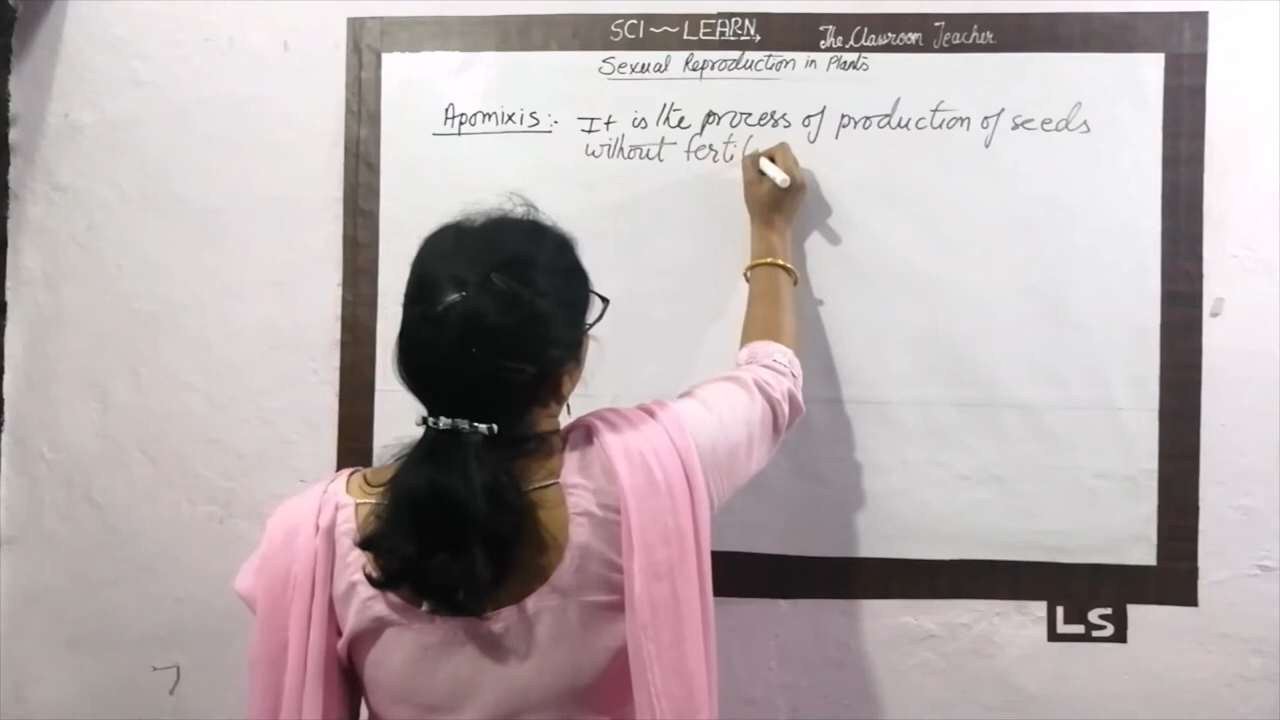 SCI~LEARN The Classroom Teacher
Sexual Reproduction in Plants
Apomixis:- It is the process of production of seeds
without
LS